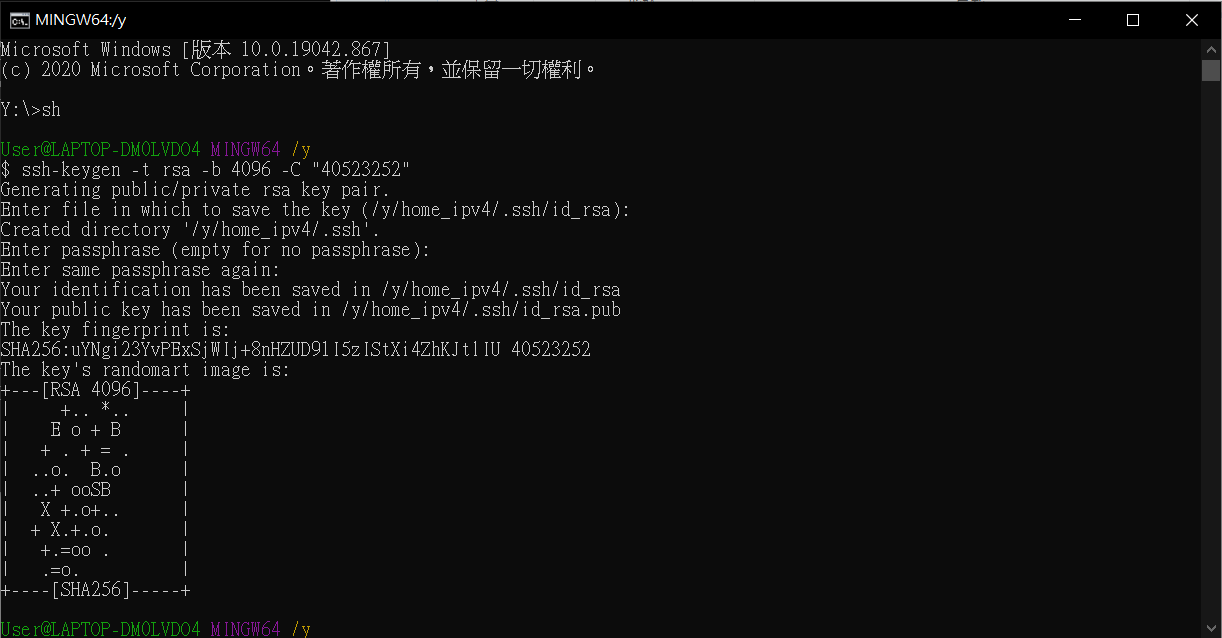 MINGW64:/y
Microsoft Windows [版本 10.0.19042.867]
(c) 2020 Microsoft Corporation。著作權所有，並保留一切權利。
Y:\>sh
User@LAPTOP-DM0LVDO4 MINGW64 /y
$ ssh-keygen -t rsa -b 4096 -C "40523252"
Generating public/private rsa key pair.
Enter file in which to save the key (/y/home_ipv4/.ssh/id_rsa):
Created directory '/y/home_ipv4/.ssh'.
Enter passphrase (empty for no passphrase):
Enter same passphrase again:
Your identification has been saved in /y/home_ipv4/.ssh/id_rsa
Your public key has been saved in /y/home_ipv4/.ssh/id_rsa.pub
The key fingerprint is:
SHA256:uYNgi23YvPExSjWIj+8nHZUD9lI5zIStXi4ZhKJtlIU 40523252
The key's randomart image is:
+---[RSA 4096]----+
|     +.. *..     |
|    E o + B      |
|   + . + = .     |
|  ..o.  B.o      |
|  ..+ ooSB       |
|   X +.o+..      |
|  + X.+.o.       |
|   +.=oo .       |
|   .=o.          |
+----[SHA256]-----+
User@LAPTOP-DM0LVDO4 MINGW64 /y